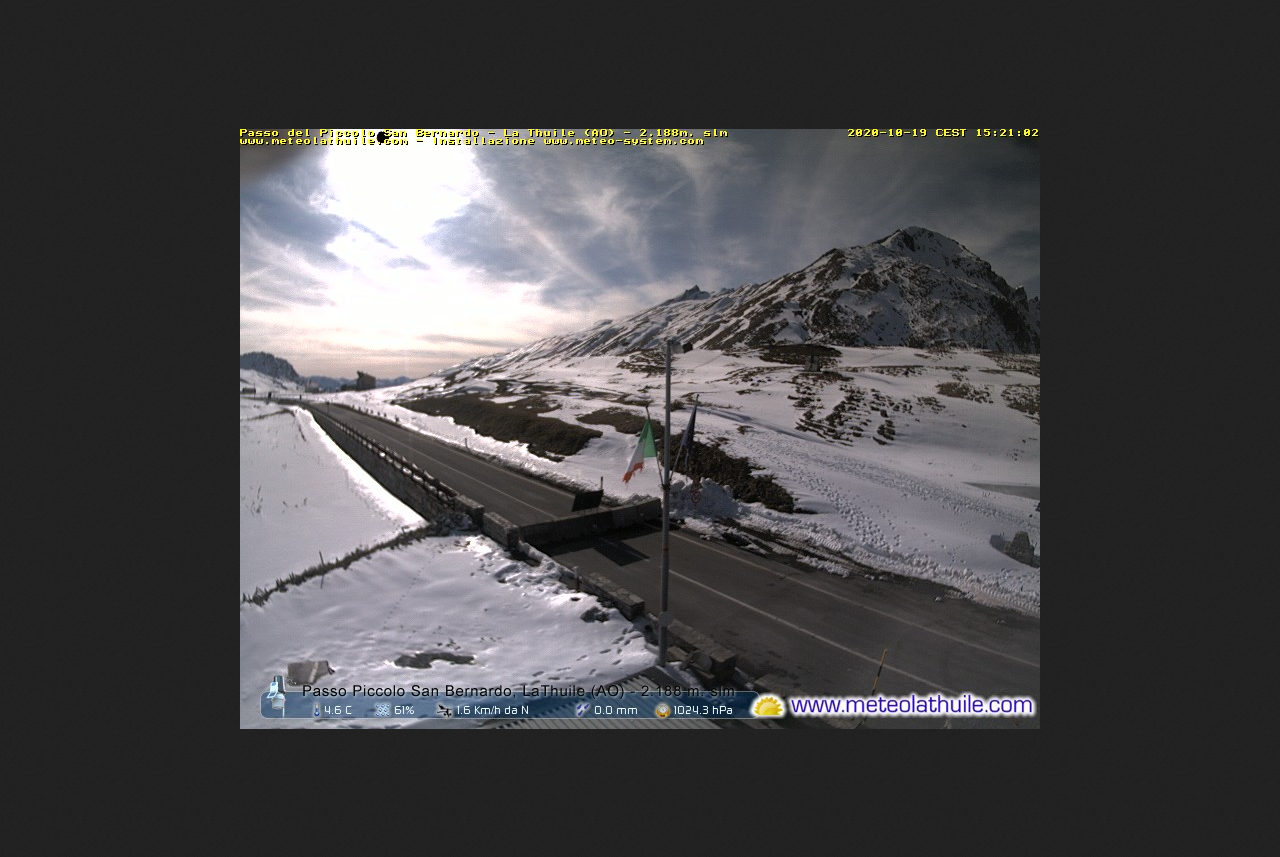 Passo del Piccolo San Bernardo - La Thuile (AO) - 2.188m. slm
2020-10-19 CEST 15:21:02
www.meteolathuile.com - Installazione www.meteo-system.com
Passo Piccolo San Bernardo, LaThuile (AO) - 2.188 m. slm
4.6 C 61% 1.6 Km/h da N 0.0 mm 1024.3 hPa
www.meteolathuile.com